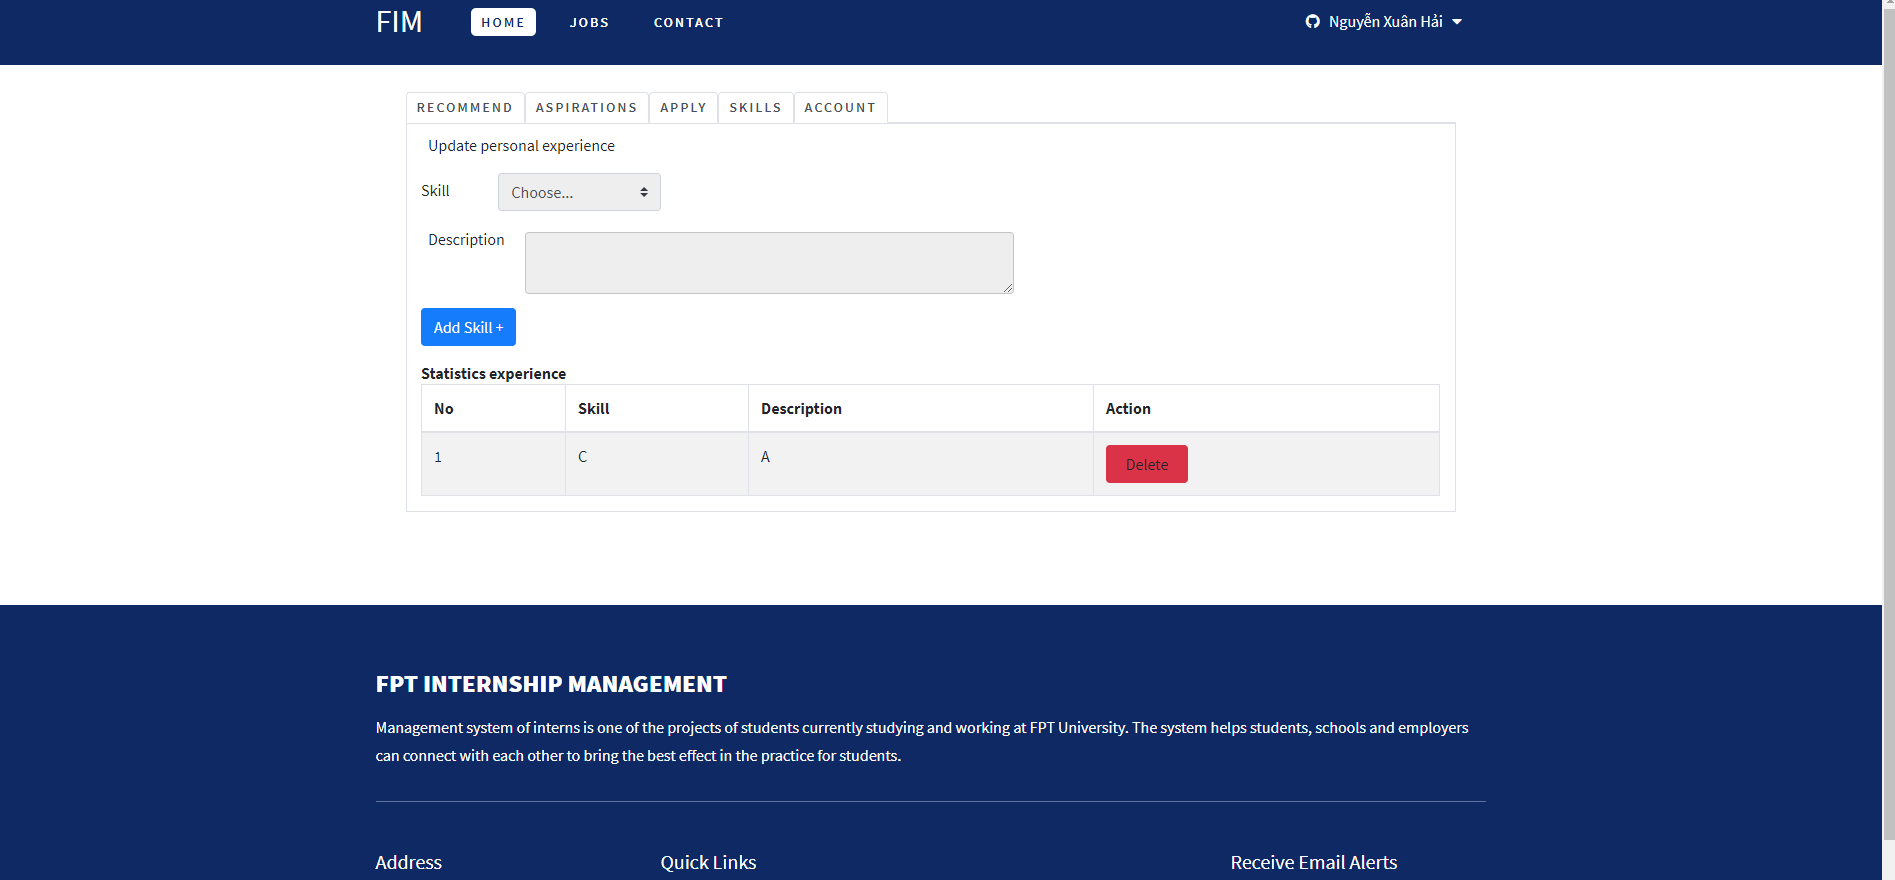 FIM HOME JOBS CONTACT Nguyễn Xuân Hải
RECOMMEND ASPIRATIONS APPLY SKILLS ACCOUNT
Update personal experience
Skill Choose...
Description
Add Skill +
Statistics experience
No Skill Description Action
1 C A Delete
FPT INTERNSHIP MANAGEMENT
Management system of interns is one of the projects of students currently studying and working at FPT University. The system helps students, schools and employers
can connect with each other to bring the best effect in the practice for students.
Address Quick Links Receive Email Alerts